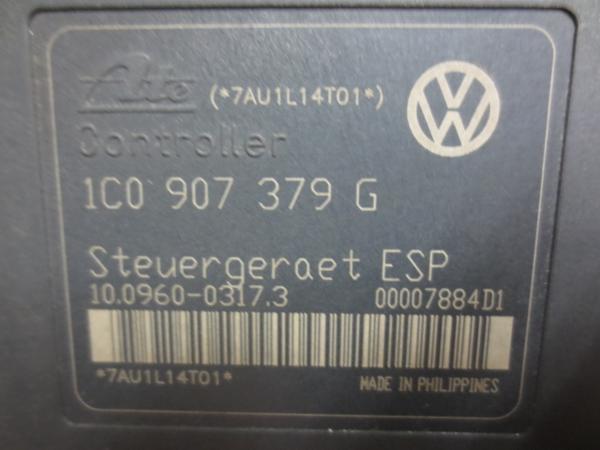 Ate (*7AU1L14T01*)
Controller
1C0 907 379 G
Steuergeraet ESP
10.0960-0317.3 00007884D1
*7AU1L14T01* MADE IN PHILIPPINES